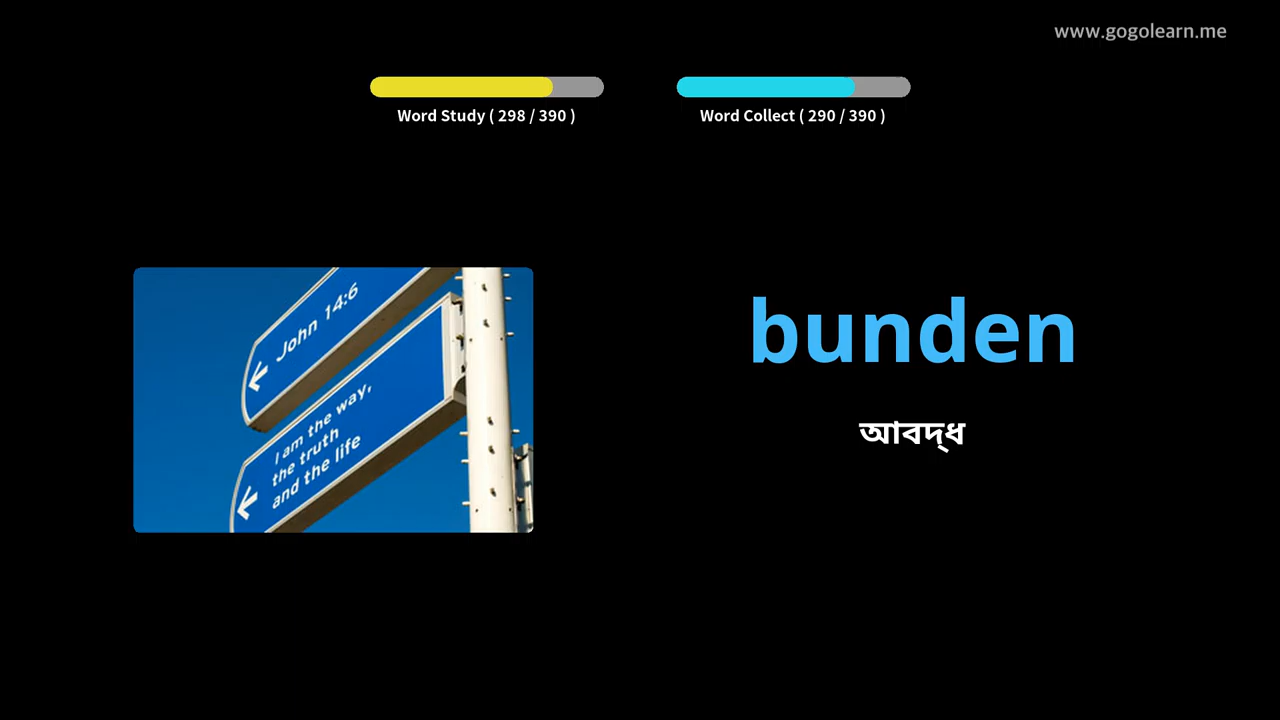 www.gogolearn.me
Word Study ( 298 / 390 )
Word Collect ( 290 / 390 )
John 14:6
I am the way,
the truth
and the life
bunden
আবদ্ধ